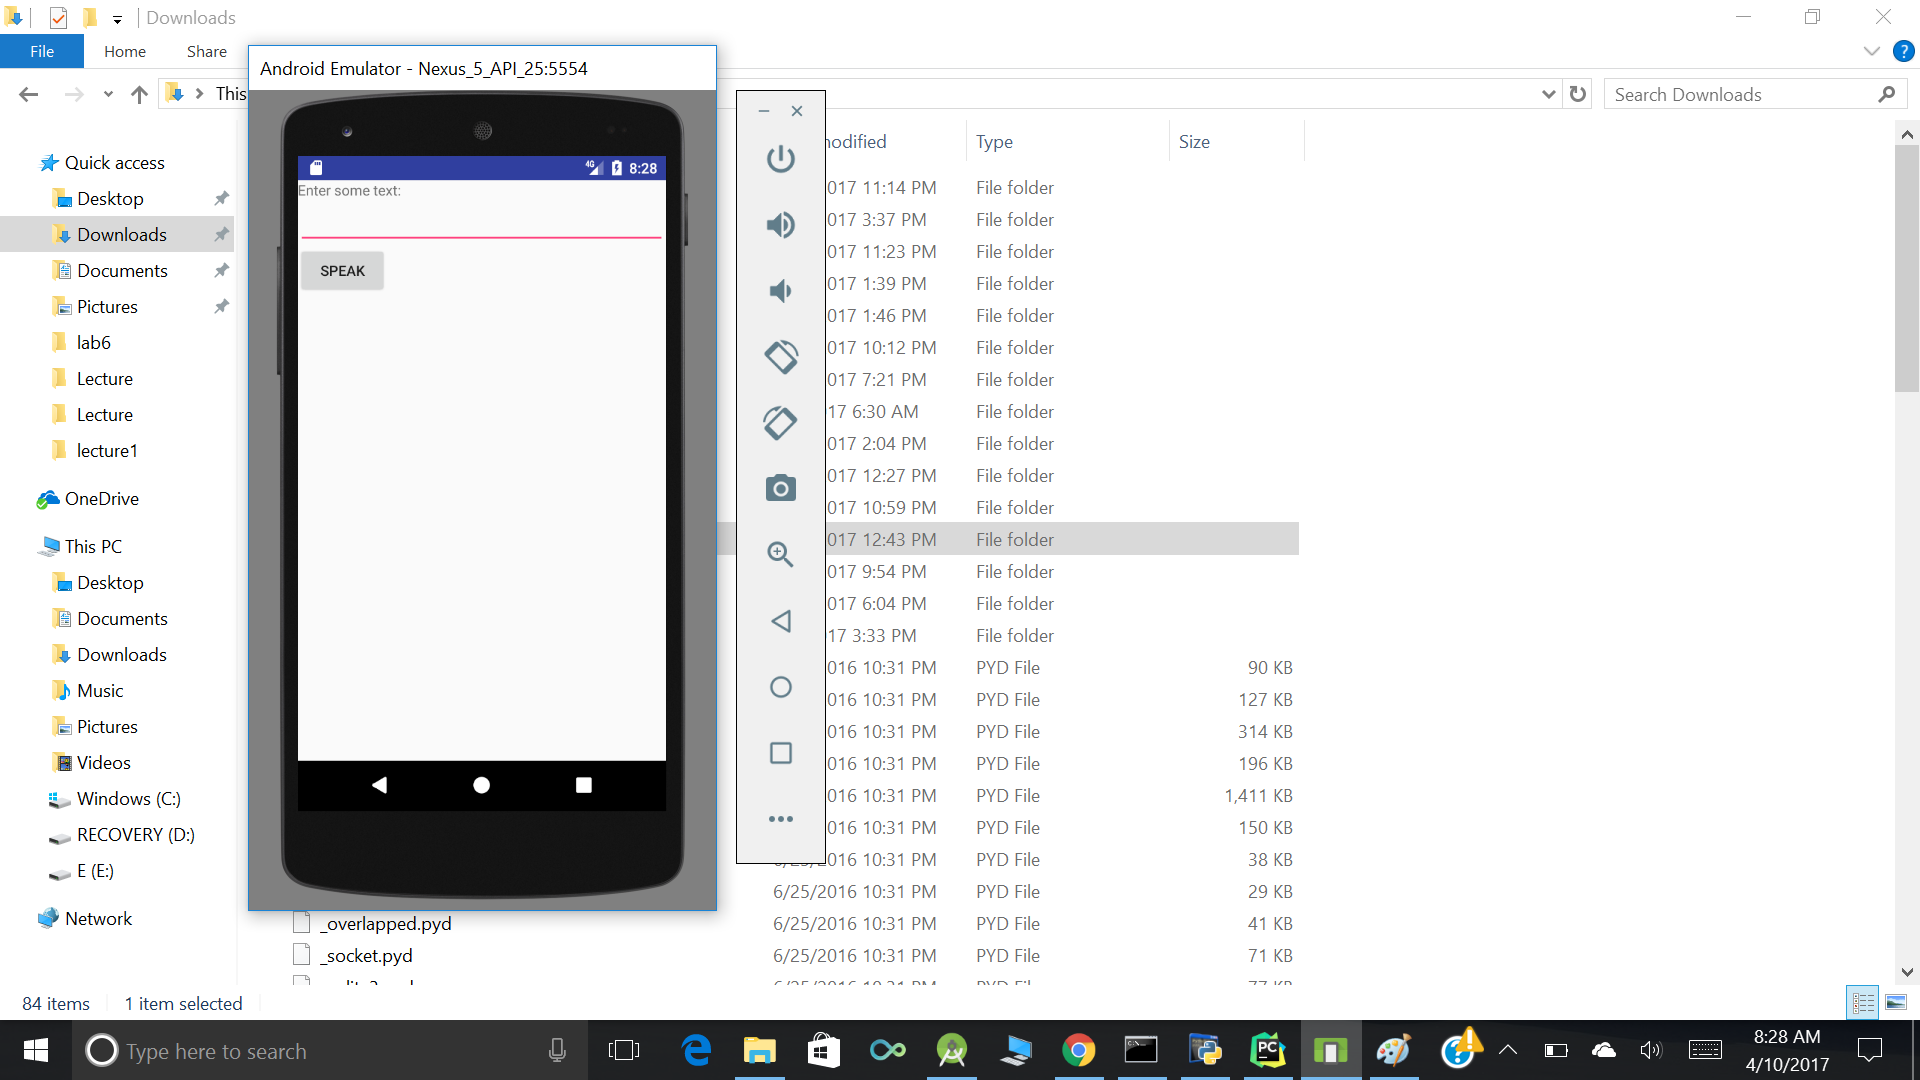 Downloads
File Home Share
This
Search Downloads
Android Emulator - Nexus_5_API_25:5554
4G 8:28
Enter some text:
SPEAK
Quick access
Desktop
Downloads
Documents
Pictures
lab6
Lecture
Lecture
lecture1
OneDrive
This PC
Desktop
Documents
Downloads
Music
Pictures
Videos
Windows (C:)
RECOVERY (D:)
E (E:)
Network
Type Size
017 11:14 PM File folder
017 3:37 PM File folder
017 11:23 PM File folder
017 1:39 PM File folder
017 1:46 PM File folder
017 10:12 PM File folder
017 7:21 PM File folder
17 6:30 AM File folder
017 2:04 PM File folder
017 12:27 PM File folder
017 10:59 PM File folder
017 12:43 PM File folder
017 9:54 PM File folder
017 6:04 PM File folder
17 3:33 PM File folder
016 10:31 PM PYD File 90 KB
016 10:31 PM PYD File 127 KB
016 10:31 PM PYD File 314 KB
016 10:31 PM PYD File 196 KB
016 10:31 PM PYD File 1,411 KB
016 10:31 PM PYD File 150 KB
016 10:31 PM PYD File 38 KB
6/25/2016 10:31 PM PYD File 29 KB
_overlapped.pyd 6/25/2016 10:31 PM PYD File 41 KB
_socket.pyd 6/25/2016 10:31 PM PYD File 71 KB
84 items 1 item selected
Type here to search
8:28 AM
4/10/2017